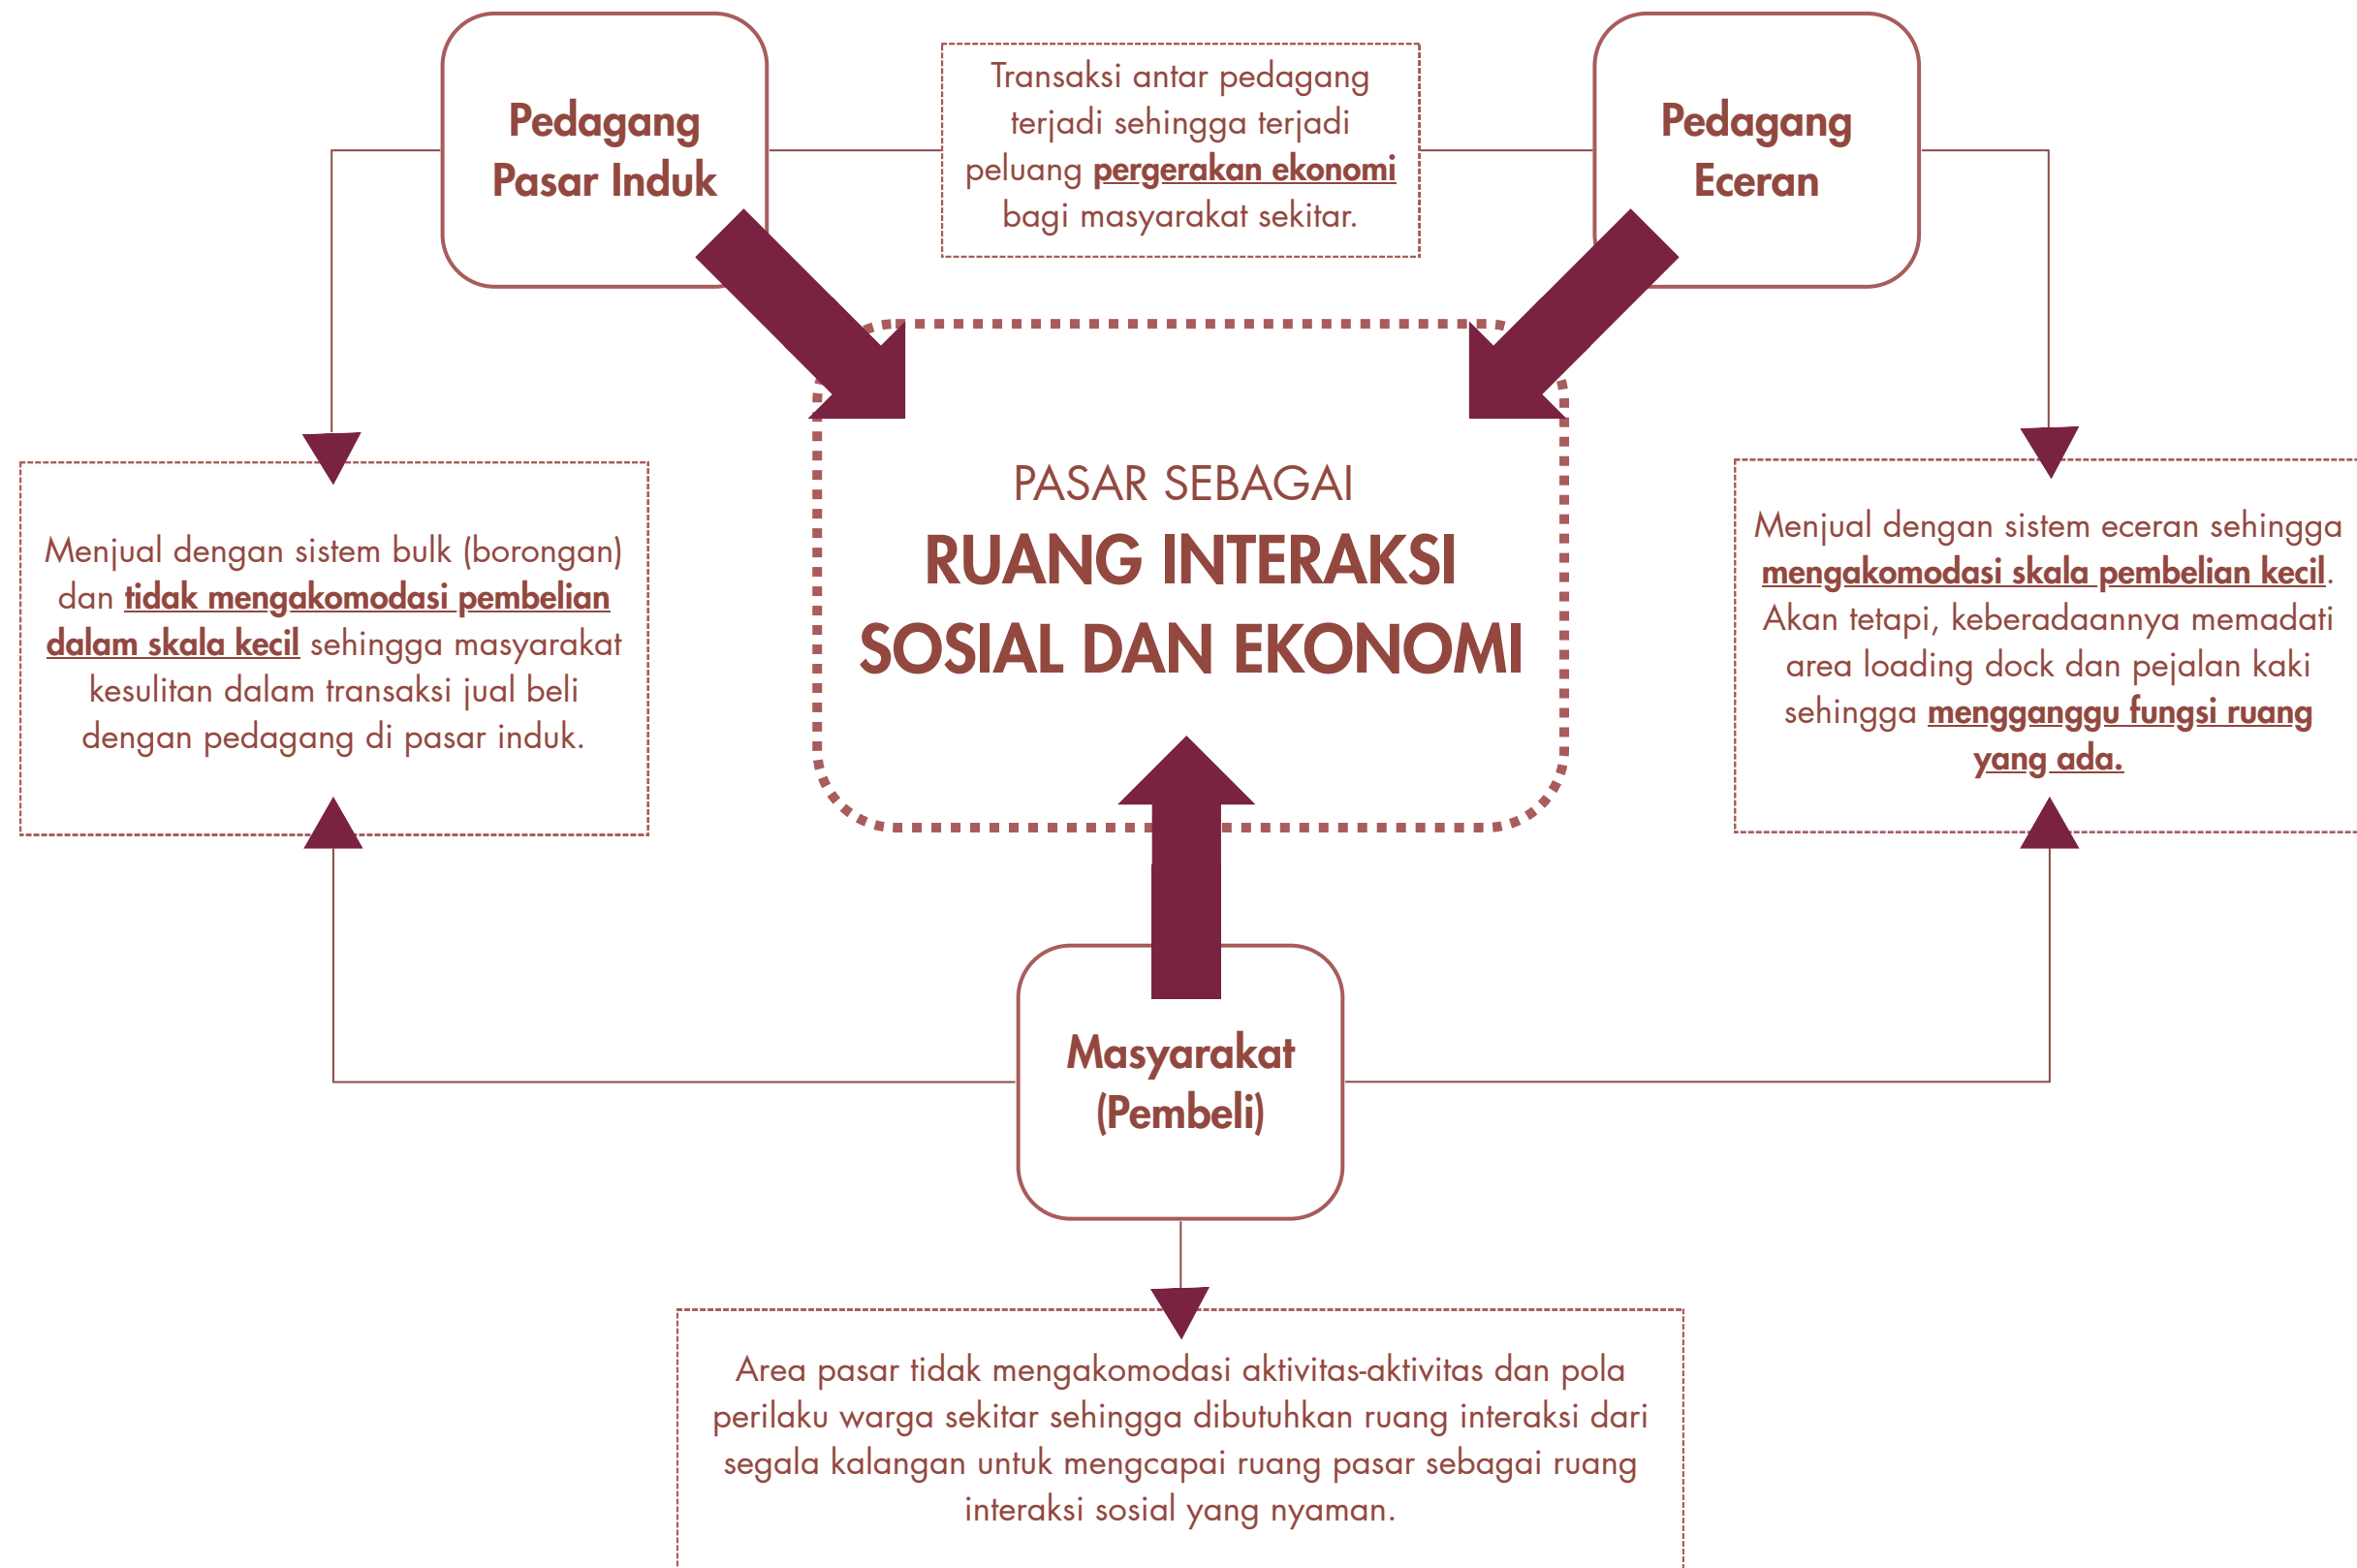 Pedagang
Pasar Induk
Transaksi antar pedagang
terjadi sehingga terjadi
peluang pergerakan ekonomi
bagi masyarakat sekitar.
Pedagang
Eceran
PASAR SEBAGAI
RUANG INTERAKSI
SOSIAL DAN EKONOMI
Menjual dengan sistem bulk (borongan)
dan tidak mengakomodasi pembelian
dalam skala kecil sehingga masyarakat
kesulitan dalam transaksi jual beli
dengan pedagang di pasar induk.
Menjual dengan sistem eceran sehingga
mengakomodasi skala pembelian kecil.
Akan tetapi, keberadaannya memadati
area loading dock dan pejalan kaki
sehingga mengganggu fungsi ruang
yang ada.
Masyarakat
(Pembeli)
Area pasar tidak mengakomodasi aktivitas-aktivitas dan pola
perilaku warga sekitar sehingga dibutuhkan ruang interaksi dari
segala kalangan untuk mengcapai ruang pasar sebagai ruang
interaksi sosial yang nyaman.